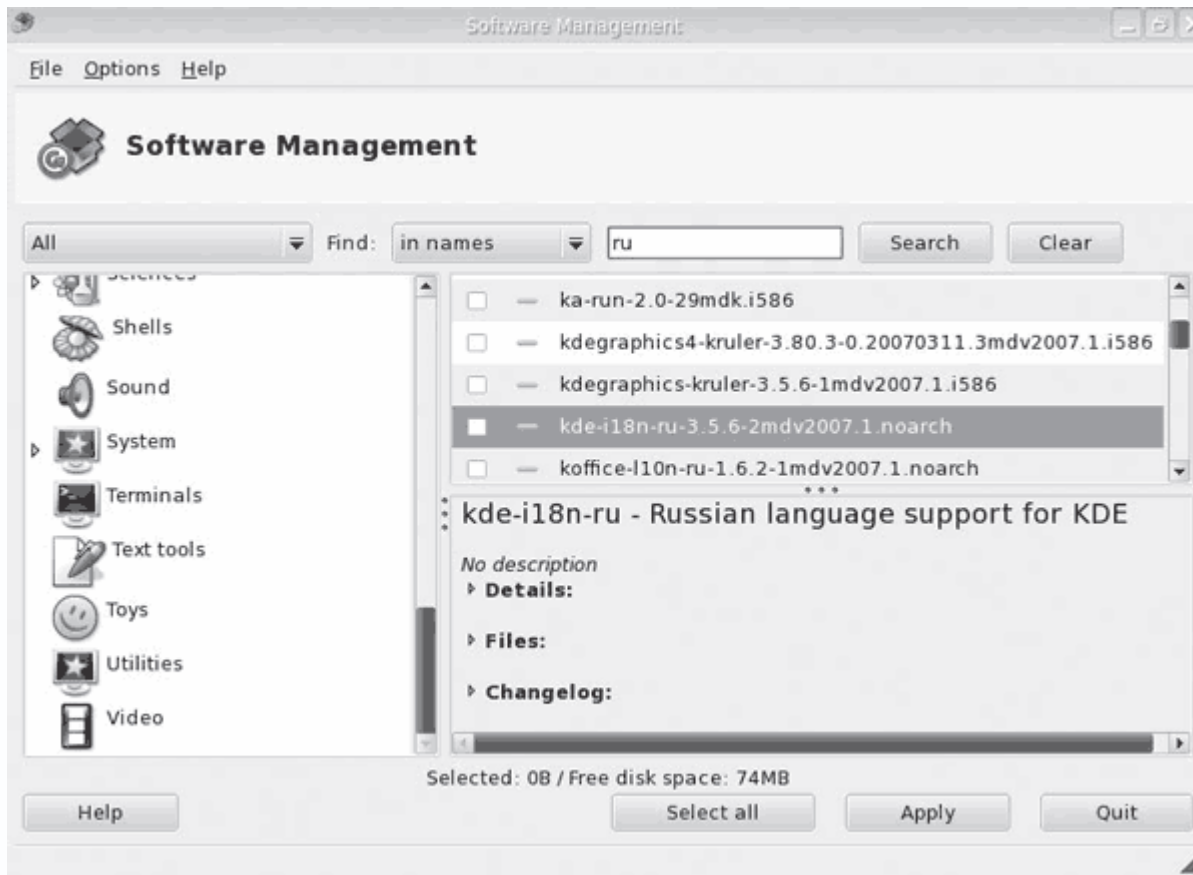 Software Management
File Options Help
Software Management
All Find: in names ru Search Clear
Sciences
Shells
Sound
System
Terminals
Text tools
Toys
Utilities
Video
ka-run-2.0-29mdk.i586
kdegraphics4-kruler-3.80.3-0.20070311.3mdv2007.1.i586
kdegraphics-kruler-3.5.6-1mdv2007.1.i586
kde-i18n-ru-3.5.6-2mdv2007.1.noarch
koffice-l10n-ru-1.6.2-1mdv2007.1.noarch
kde-i18n-ru - Russian language support for KDE
No description
Details:
Files:
Changelog:
Selected: 0B / Free disk space: 74MB
Help Select all Apply Quit